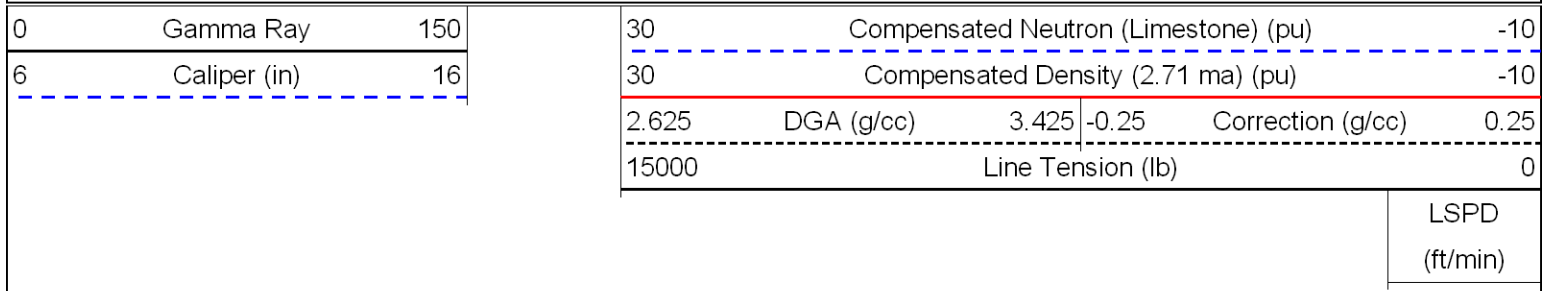 0 Gamma Ray 150 30 Compensated Neutron (Limestone) (pu) -10
6 Caliper (in) 16 30 Compensated Density (2.71 ma) (pu) -10
2.625 DGA (g/cc) 3.425 -0.25 Correction (g/cc) 0.25
15000 Line Tension (lb) 0
LSPD
(ft/min)